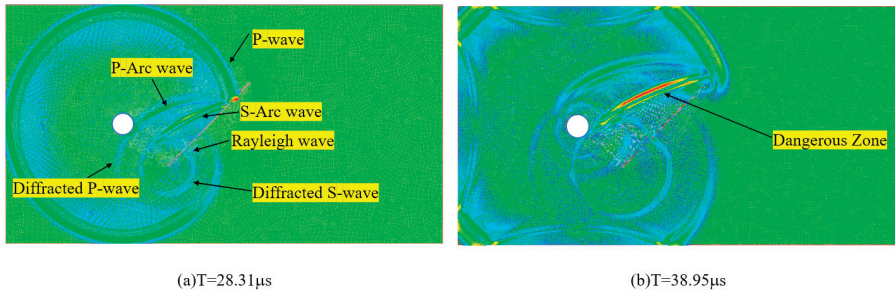 P-wave
P-Arc wave
S-Arc wave
Rayleigh wave
Diffracted P-wave
Diffracted S-wave
Dangerous Zone
(a)T=28.31μs
(b)T=38.95μs